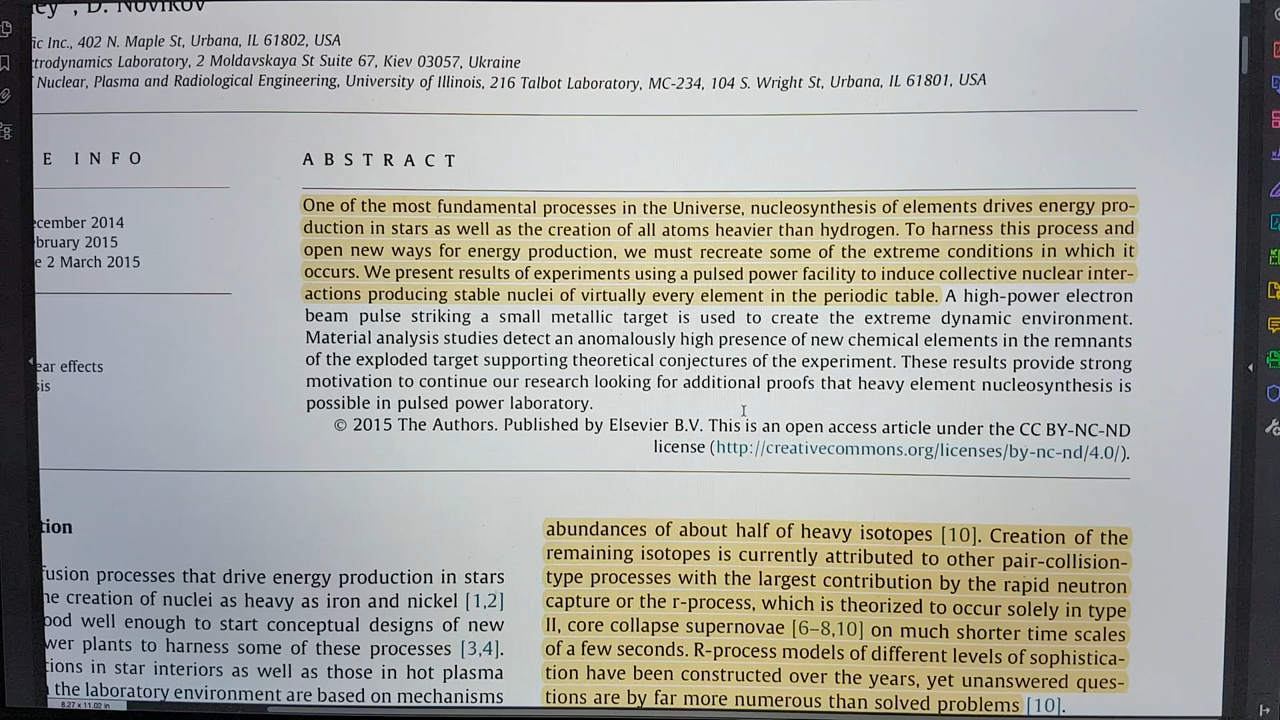 ey , D. Novikov
ic Inc., 402 N. Maple St, Urbana, IL 61802, USA
trodynamics Laboratory, 2 Moldavskaya St Suite 67, Kiev 03057, Ukraine
Nuclear, Plasma and Radiological Engineering, University of Illinois, 216 Talbot Laboratory, MC-234, 104 S. Wright St, Urbana, IL 61801, USA
E INFO
ecember 2014
ebruary 2015
e 2 March 2015
ear effects
sis
ABSTRACT
One of the most fundamental processes in the Universe, nucleosynthesis of elements drives energy pro-
duction in stars as well as the creation of all atoms heavier than hydrogen. To harness this process and
open new ways for energy production, we must recreate some of the extreme conditions in which it
occurs. We present results of experiments using a pulsed power facility to induce collective nuclear inter-
actions producing stable nuclei of virtually every element in the periodic table. A high-power electron
beam pulse striking a small metallic target is used to create the extreme dynamic environment.
Material analysis studies detect an anomalously high presence of new chemical elements in the remnants
of the exploded target supporting theoretical conjectures of the experiment. These results provide strong
motivation to continue our research looking for additional proofs that heavy element nucleosynthesis is
possible in pulsed power laboratory.
© 2015 The Authors. Published by Elsevier B.V. This is an open access article under the CC BY-NC-ND
license (http://creativecommons.org/licenses/by-nc-nd/4.0/).
tion
fusion processes that drive energy production in stars
he creation of nuclei as heavy as iron and nickel [1,2]
ood well enough to start conceptual designs of new
wer plants to harness some of these processes [3,4].
tions in star interiors as well as those in hot plasma
the laboratory environment are based on mechanisms
abundances of about half of heavy isotopes [10]. Creation of the
remaining isotopes is currently attributed to other pair-collision-
type processes with the largest contribution by the rapid neutron
capture or the r-process, which is theorized to occur solely in type
II, core collapse supernovae [6–8,10] on much shorter time scales
of a few seconds. R-process models of different levels of sophistica-
tion have been constructed over the years, yet unanswered ques-
tions are by far more numerous than solved problems [10].
8.27 x 11.02 in